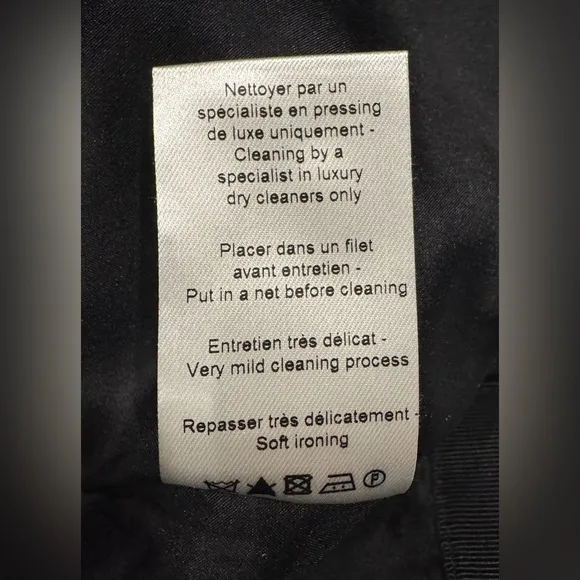 Nettoyer par un
spécialiste en pressing
de luxe uniquement -
Cleaning by a
specialist in luxury
dry cleaners only
Placer dans un filet
avant entretien -
Put in a net before cleaning
Entretien très délicat -
Very mild cleaning process
Repasser très délicatement -
Soft ironing
P